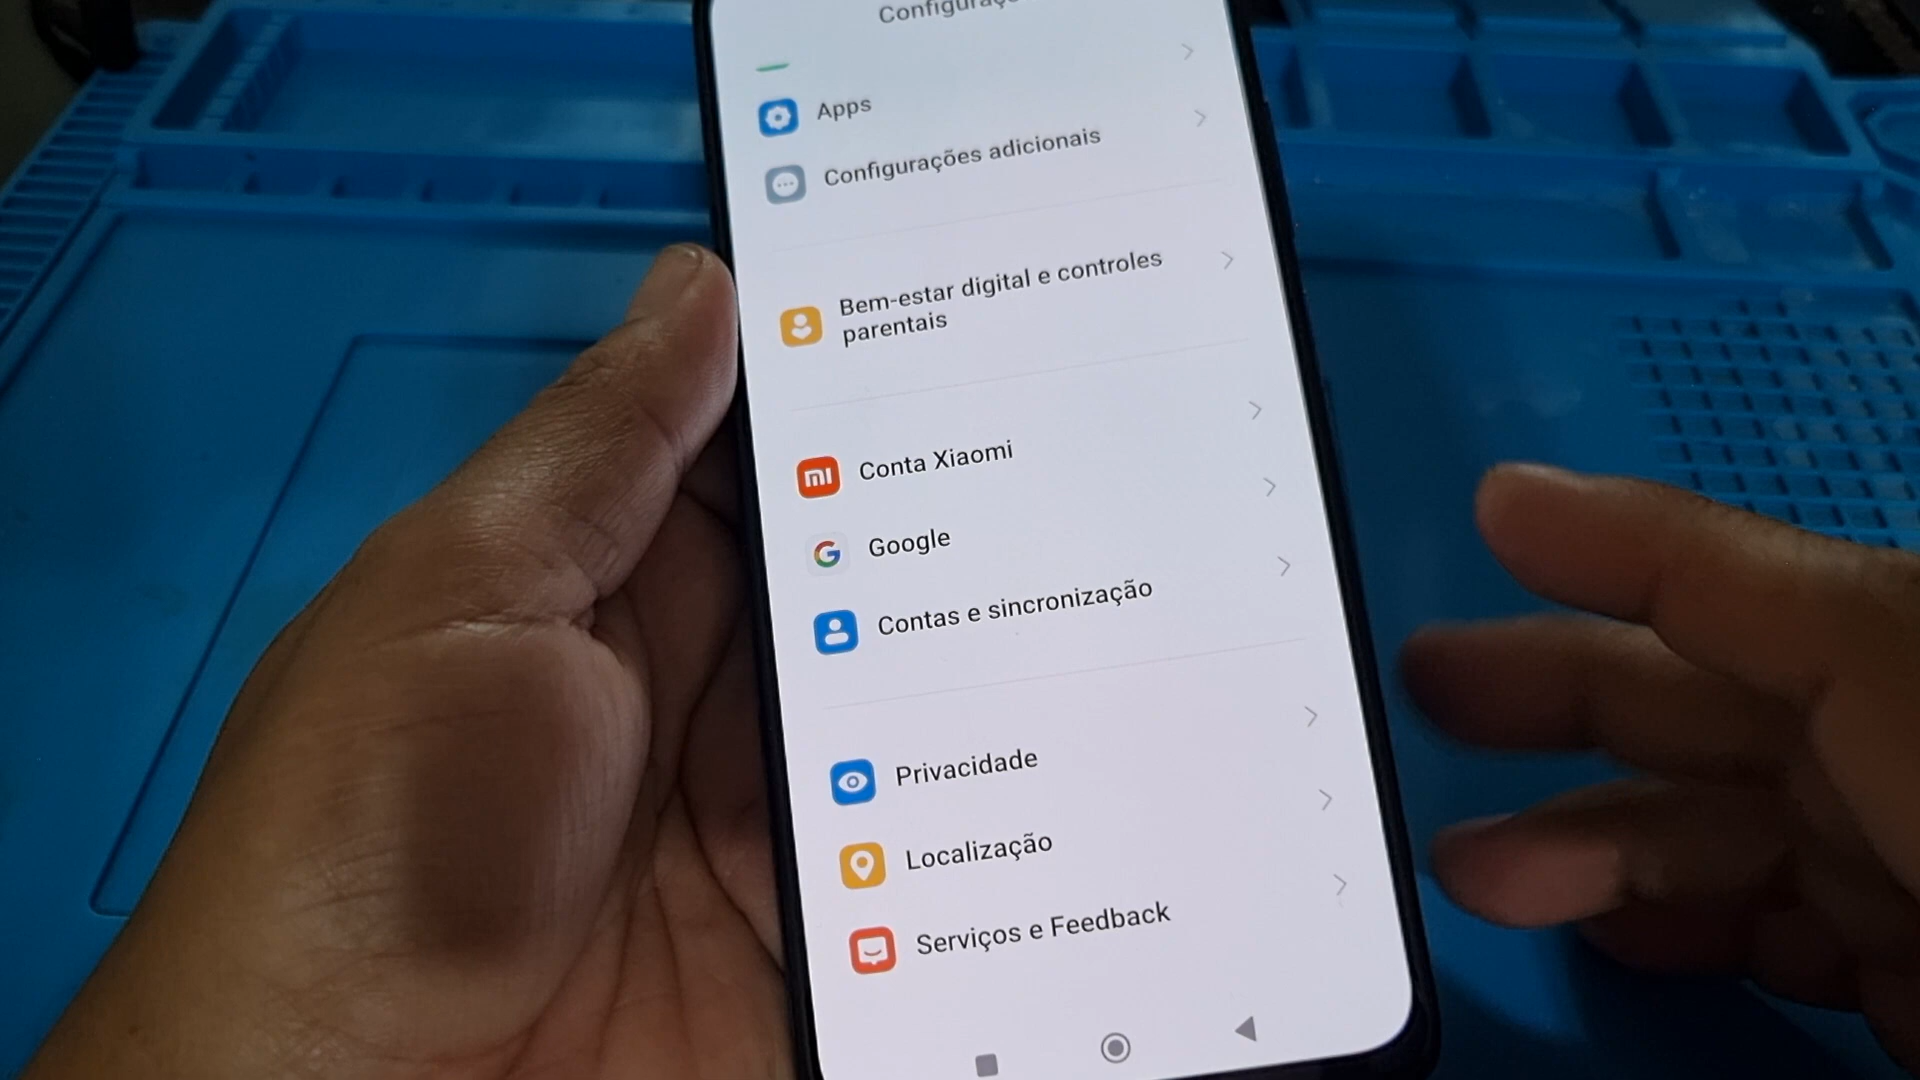 Apps
Configurações adicionais
Bem-estar digital e controles
parentais
Conta Xiaomi
Google
Contas e sincronização
Privacidade
Localização
Serviços e Feedback